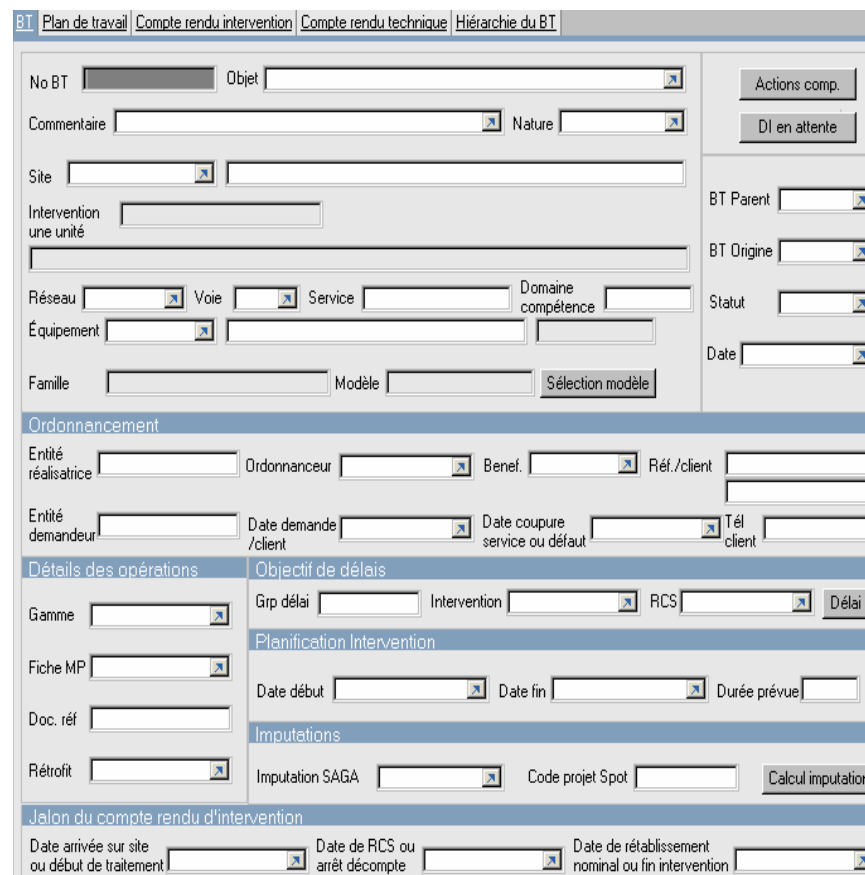 BT Plan de travail Compte rendu intervention Compte rendu technique Hiérarchie du BT
No BT Objet Actions comp.
Commentaire Nature DI en attente
Site
BT Parent
Intervention
une unité
BT Origine
Réseau Voie Service Domaine
compétence Statut
Équipement
Date
Famille Modèle Sélection modèle
Ordonnancement
Entité
réalisatrice Ordonnanceur Benef. Réf./client
Entité
demandeur Date demande
/client Date coupure
service ou défaut Tél
client
Détails des opérations Objectif de délais
Gamme Grp délai Intervention RCS Délai
Planification Intervention
Fiche MP
Date début Date fin Durée prévue
Doc. réf
Imputations
Rétrofit Imputation SAGA Code projet Spot Calcul imputation
Jalon du compte rendu d'intervention
Date arrivée sur site
ou début de traitement Date de RCS ou
arrêt décompte Date de rétablissement
nominal ou fin intervention